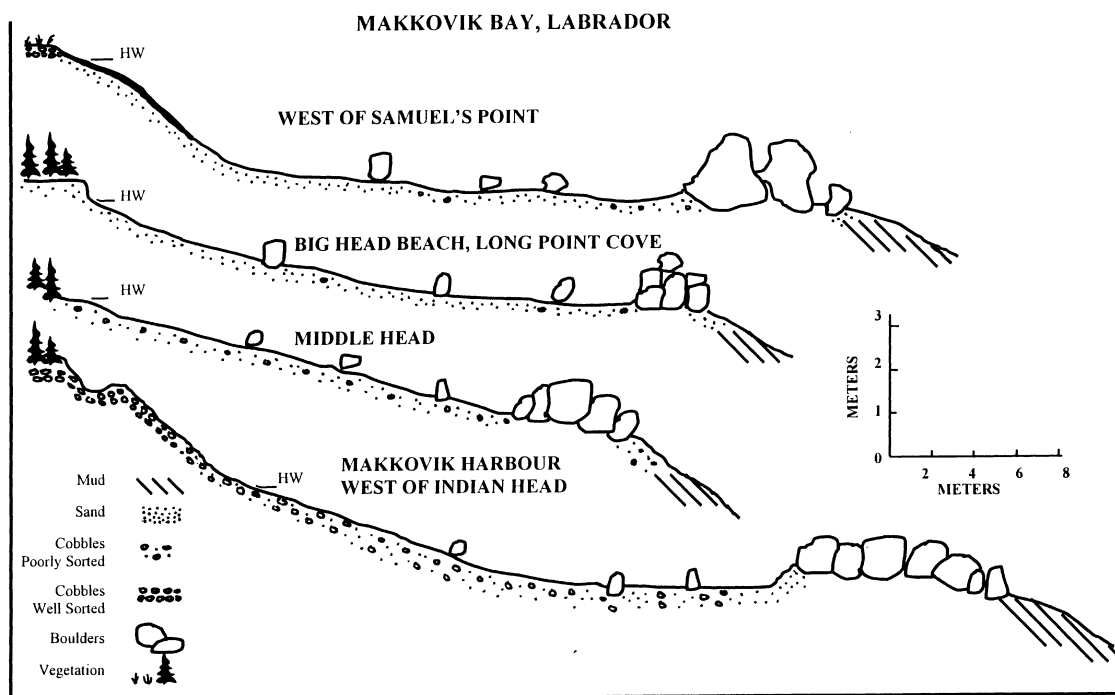 MAKKOVIK BAY, LABRADOR
HW
WEST OF SAMUEL'S POINT
HW
BIG HEAD BEACH, LONG POINT COVE
HW
MIDDLE HEAD
MAKKOVIK HARBOUR
WEST OF INDIAN HEAD
HW
3
2
1
0
METERS
2 4 6 8
METERS
Mud
Sand
Cobbles
Poorly Sorted
Cobbles
Well Sorted
Boulders
Vegetation